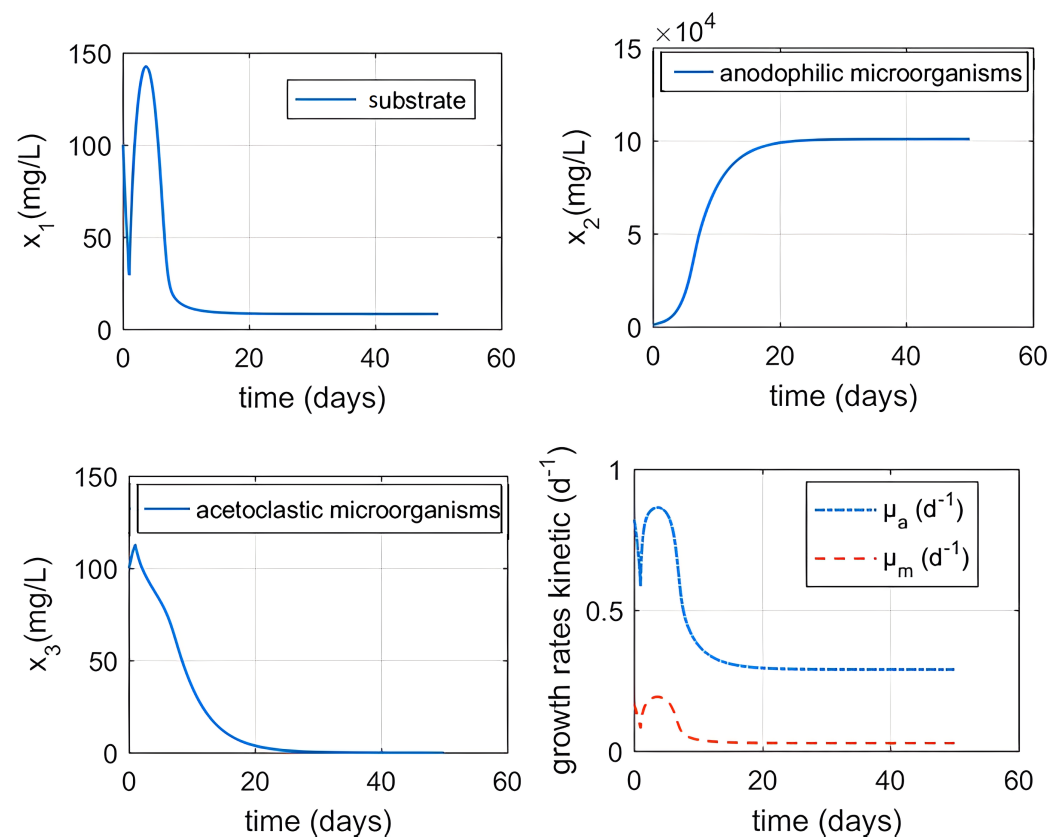 150
100
50
0
x₁(mg/L)
substrate
0 20 40 60
time (days)
×10⁴
15
10
5
0
x₂(mg/L)
anodophilic microorganisms
0 20 40 60
time (days)
150
100
50
0
x₃(mg/L)
acetoclastic microorganisms
0 20 40 60
time (days)
1
0.5
0
growth rates kinetic (d⁻¹)
μₐ (d⁻¹)
μₘ (d⁻¹)
0 20 40 60
time (days)